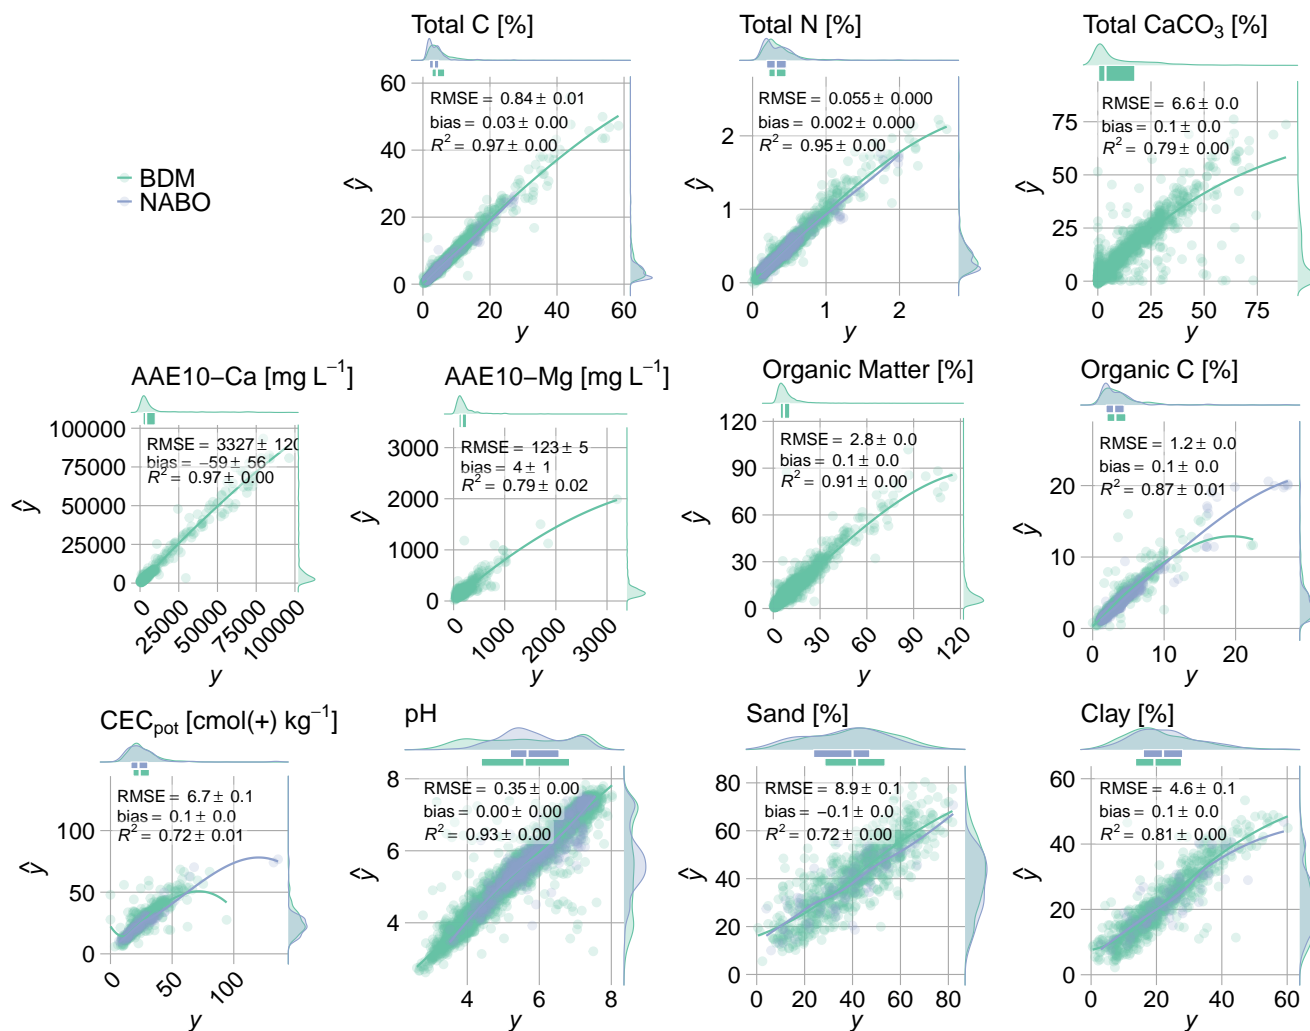 Total C [%]
RMSE = 0.84 ± 0.01
bias = 0.03 ± 0.00
R² = 0.97 ± 0.00
60
40
20
0
ŷ
0 20 40 60
y
Total N [%]
RMSE = 0.055 ± 0.000
bias = 0.002 ± 0.000
R² = 0.95 ± 0.00
2
1
0
ŷ
1 2
y
Total CaCO₃ [%]
RMSE = 6.6 ± 0.0
bias = 0.1 ± 0.0
R² = 0.79 ± 0.00
75
50
25
0
ŷ
0 25 50 75
y
BDM
NABO
AAE10−Ca [mg L⁻¹]
RMSE = 3327 ± 120
bias = −59 ± 56
R² = 0.97 ± 0.00
100000
75000
50000
25000
0
ŷ
0 25000 50000 75000 100000
y
AAE10−Mg [mg L⁻¹]
RMSE = 123 ± 5
bias = 4 ± 1
R² = 0.79 ± 0.02
3000
2000
1000
0
ŷ
0 1000 2000 3000
y
Organic Matter [%]
RMSE = 2.8 ± 0.0
bias = 0.1 ± 0.0
R² = 0.91 ± 0.00
120
90
60
30
0
ŷ
0 30 60 90 120
y
Organic C [%]
RMSE = 1.2 ± 0.0
bias = 0.1 ± 0.0
R² = 0.87 ± 0.01
20
10
0
ŷ
0 10 20
y
CECpot [cmol(+) kg⁻¹]
RMSE = 6.7 ± 0.1
bias = 0.1 ± 0.0
R² = 0.72 ± 0.01
100
50
0
ŷ
0 50 100
y
pH
RMSE = 0.35 ± 0.00
bias = 0.00 ± 0.00
R² = 0.93 ± 0.00
8
6
4
ŷ
4 6 8
y
Sand [%]
RMSE = 8.9 ± 0.1
bias = −0.1 ± 0.0
R² = 0.72 ± 0.00
80
60
40
20
0
ŷ
0 20 40 60 80
y
Clay [%]
RMSE = 4.6 ± 0.1
bias = 0.1 ± 0.0
R² = 0.81 ± 0.00
60
40
20
0
ŷ
0 20 40 60
y